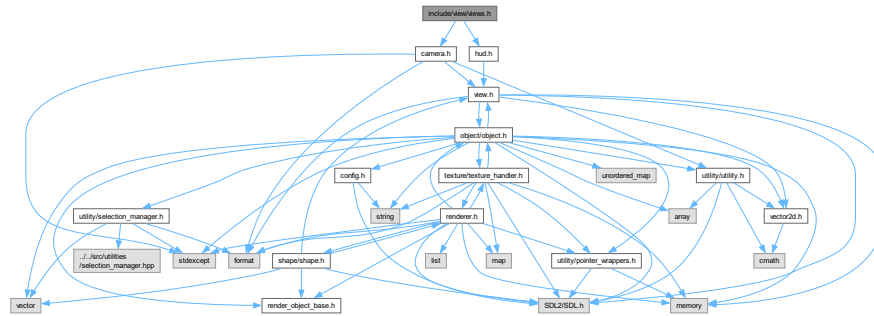 include/view/views.h
camera.h
hud.h
view.h
object/object.h
config.h
texture/texture_handler.h
unordered_map
utility/utility.h
utility/selection_manager.h
string
renderer.h
array
vector2d.h
../../src/utilities
/selection_manager.hpp
stdexcept
format
shape/shape.h
list
map
utility/pointer_wrappers.h
cmath
vector
render_object_base.h
SDL2/SDL.h
memory